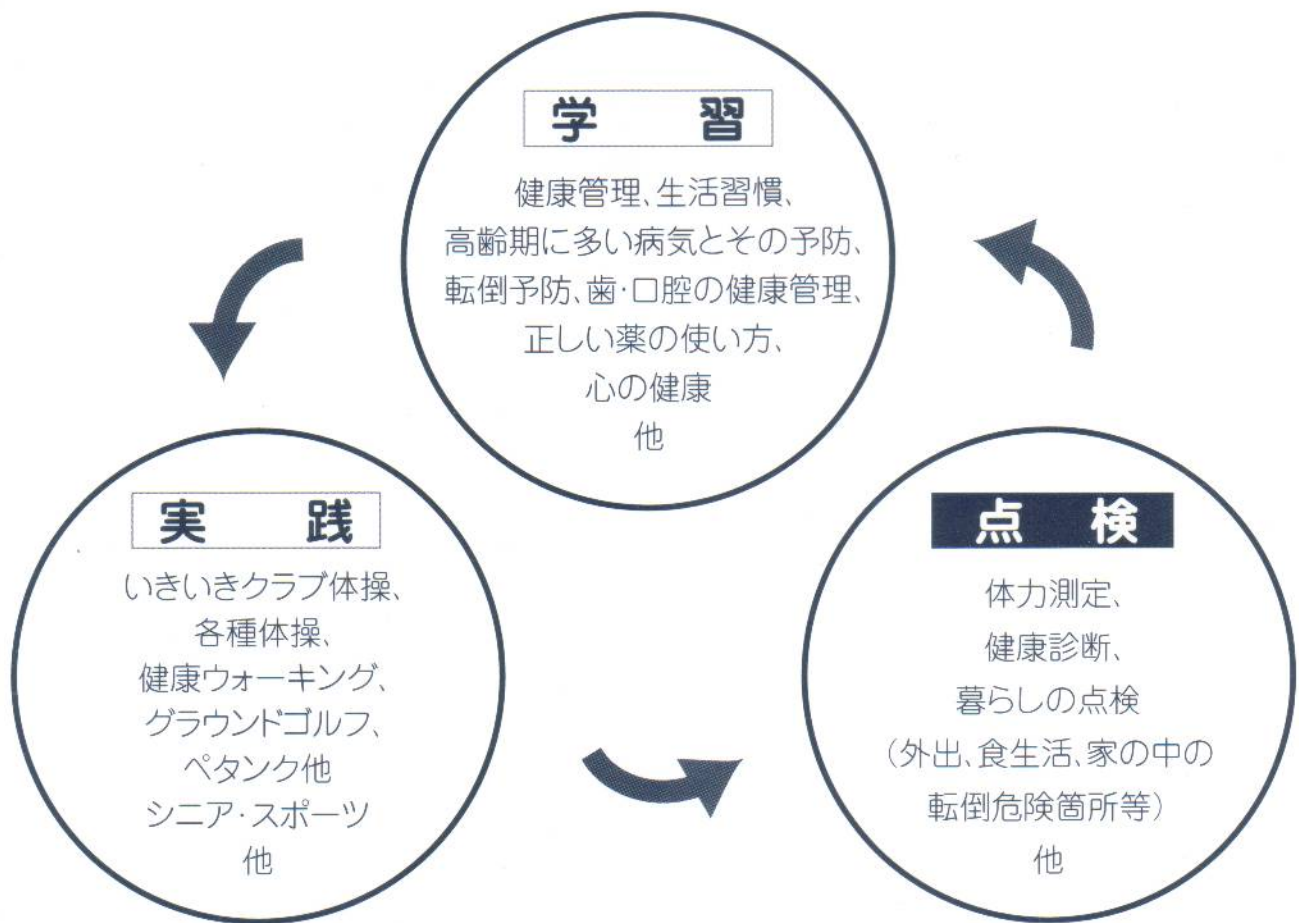 学　習
健康管理、生活習慣、
高齢期に多い病気とその予防、
転倒予防、歯・口腔の健康管理、
正しい薬の使い方、
心の健康
他
実　践
いきいきクラブ体操、
各種体操、
健康ウォーキング、
グラウンドゴルフ、
ペタンク他
シニア・スポーツ
他
点　検
体力測定、
健康診断、
暮らしの点検
（外出、食生活、家の中の
転倒危険箇所等）
他